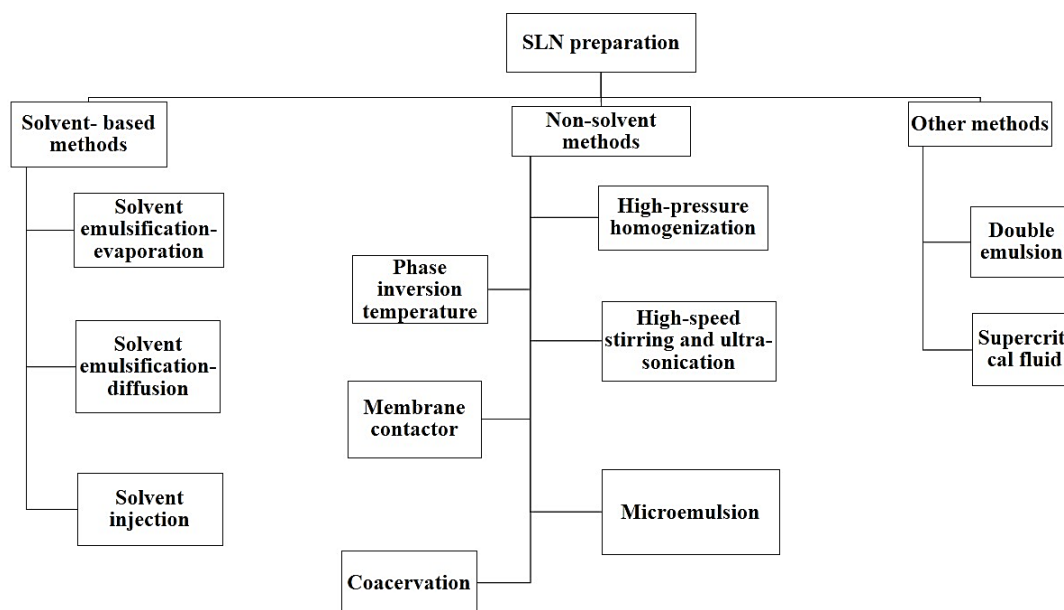 SLN preparation
Solvent- based
methods
Solvent
emulsification-
evaporation
Solvent
emulsification-
diffusion
Solvent
injection
Non-solvent
methods
High-pressure
homogenization
Phase
inversion
temperature
High-speed
stirring and ultra-
sonication
Membrane
contactor
Microemulsion
Coacervation
Other methods
Double
emulsion
Supercrit
cal fluid